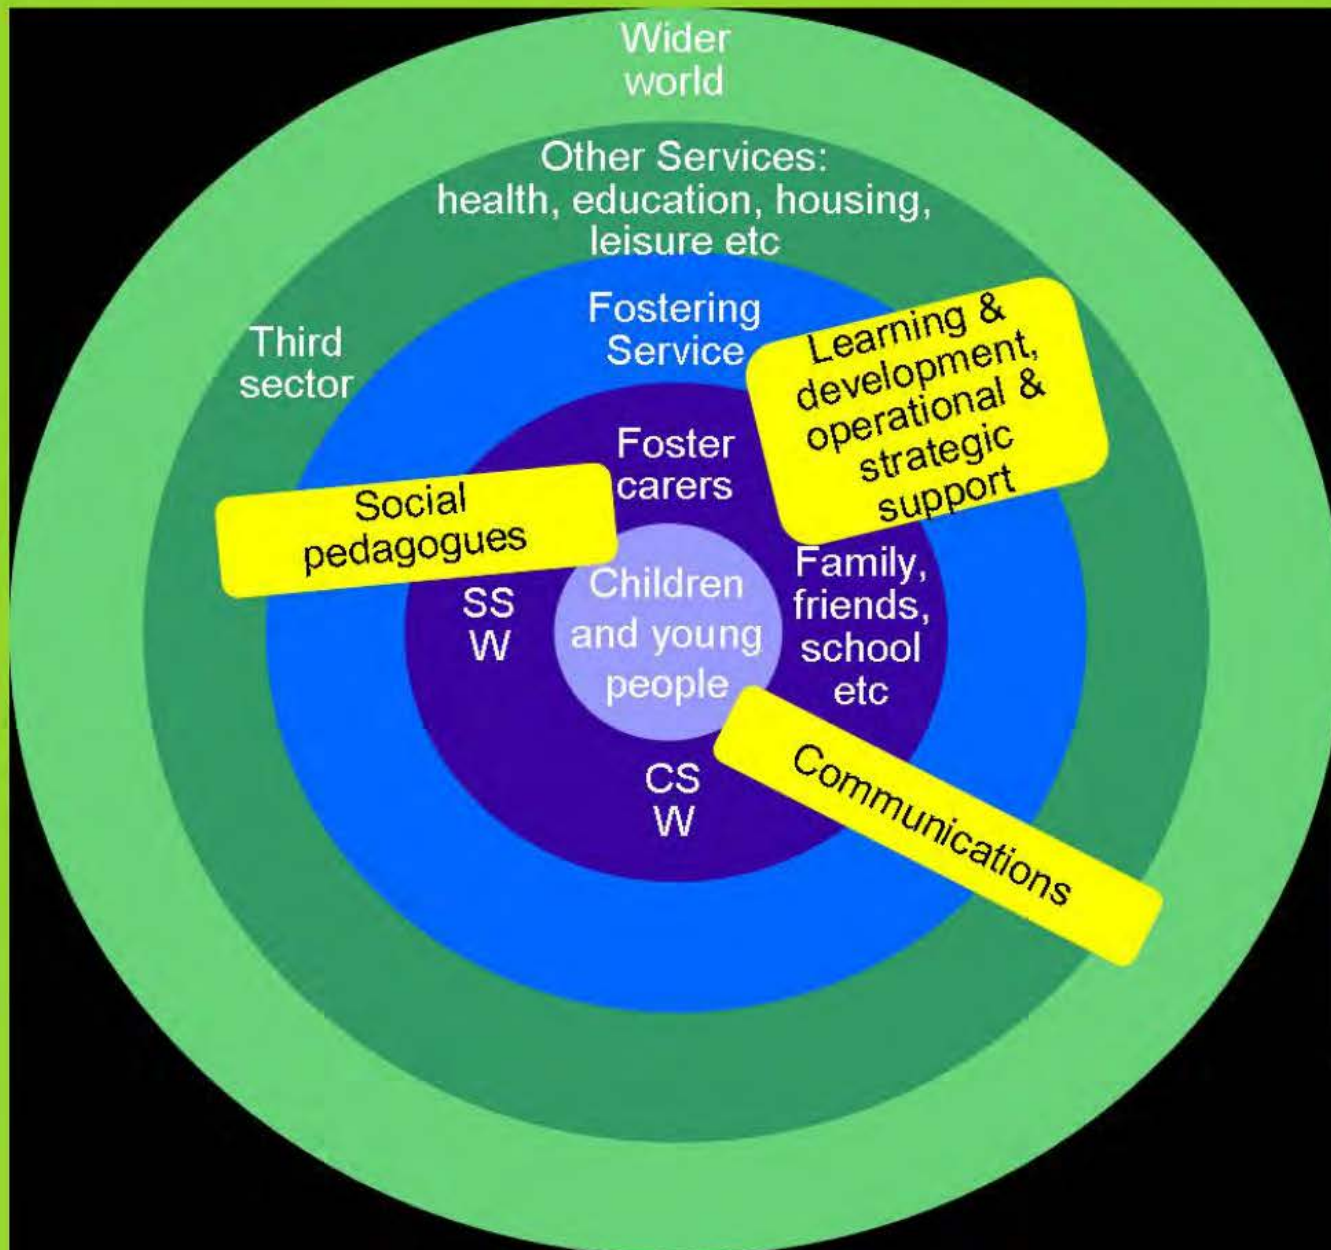 Wider
world
Other Services:
health, education, housing,
leisure etc
Fostering
Service
Learning &
development,
operational &
strategic
support
Third
sector
Foster
carers
Social
pedagogues
Children
and young
people
Family,
friends,
school
etc
SS
W
CS
W
Communications